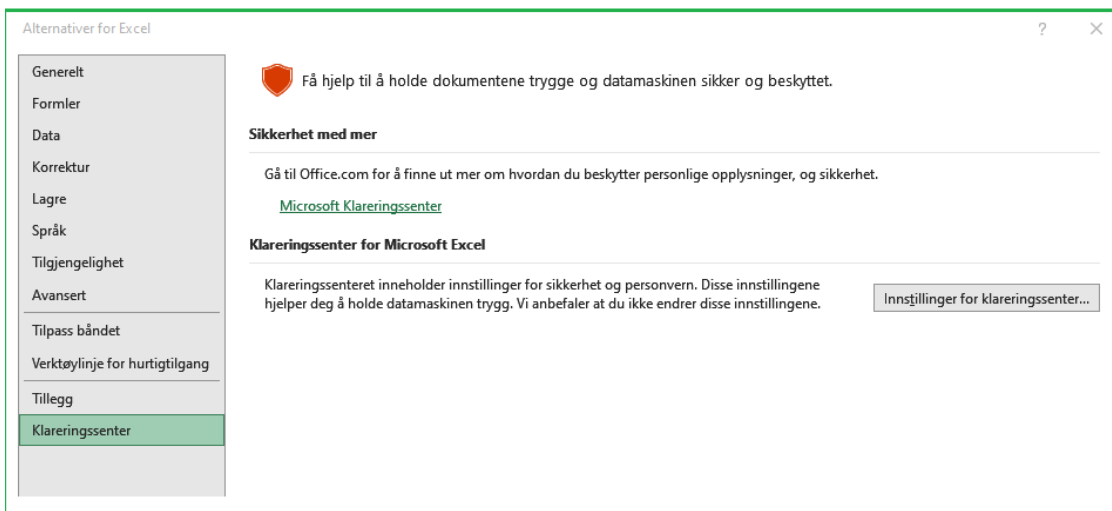 Alternativer for Excel
?
Generelt
Formler
Data
Korrektur
Lagre
Språk
Tilgjengelighet
Avansert
Tilpass båndet
Verktøylinje for hurtigtilgang
Tillegg
Klareringssenter
Få hjelp til å holde dokumentene trygge og datamaskinen sikker og beskyttet.
Sikkerhet med mer
Gå til Office.com for å finne ut mer om hvordan du beskytter personlige opplysninger, og sikkerhet.
Microsoft Klareringssenter
Klareringssenter for Microsoft Excel
Klareringssenteret inneholder innstillinger for sikkerhet og personvern. Disse innstillingene
hjelper deg å holde datamaskinen trygg. Vi anbefaler at du ikke endrer disse innstillingene.
Innstillinger for klareringssenter...